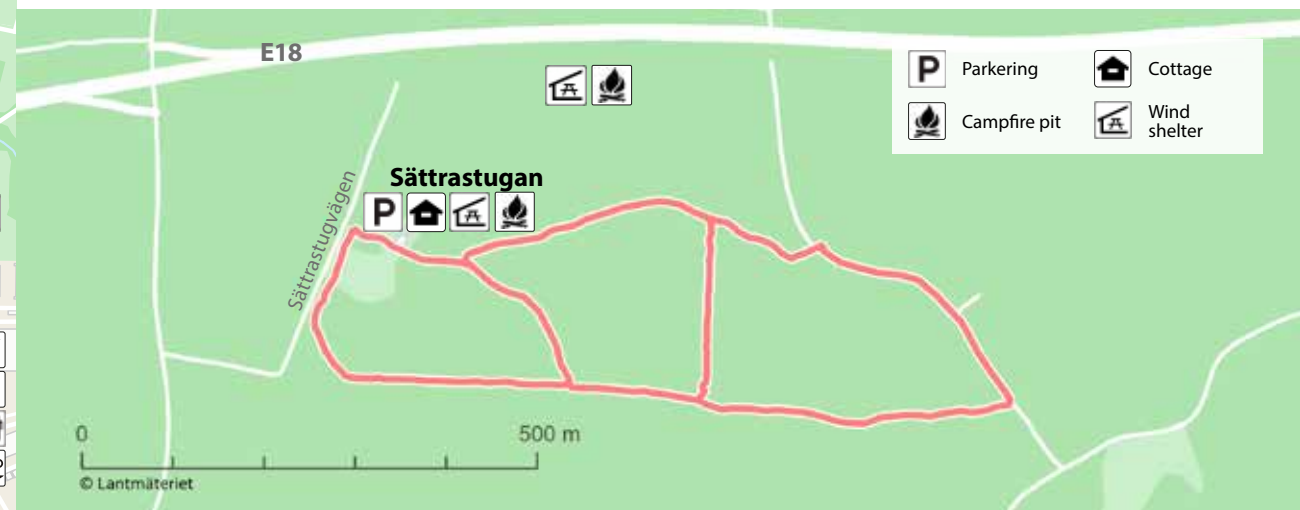 E18
P Parkering
Cottage
Campfire pit
Wind
shelter
Sättrastugan
P
Sättrastugvägen
0 500 m
© Lantmäteriet